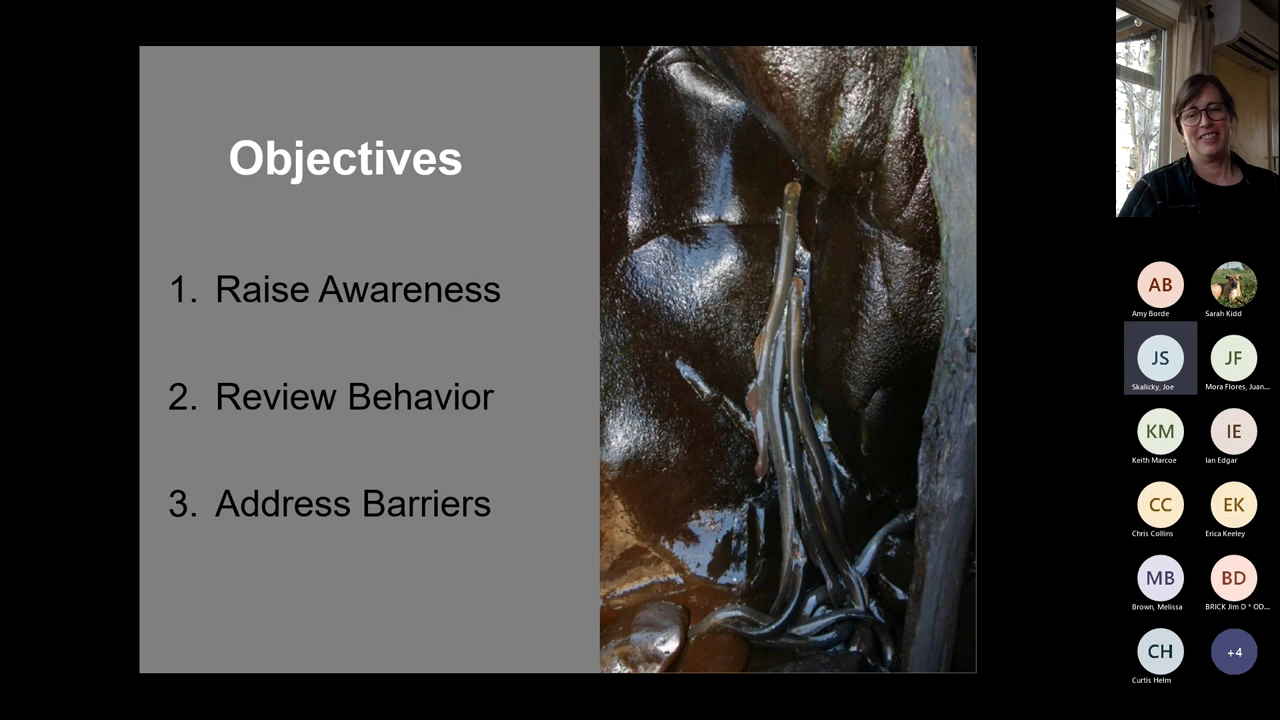 Objectives
1. Raise Awareness
2. Review Behavior
3. Address Barriers
AB
Amy Borde
Sarah Kidd
JS
Skalicky, Joe
JF
Mora Flores, Juan...
KM
Keith Marcoe
IE
Ian Edgar
CC
Chris Collins
EK
Erica Keeley
MB
Brown, Melissa
BD
BRICK Jim D * OD...
CH
Curtis Helm
+4